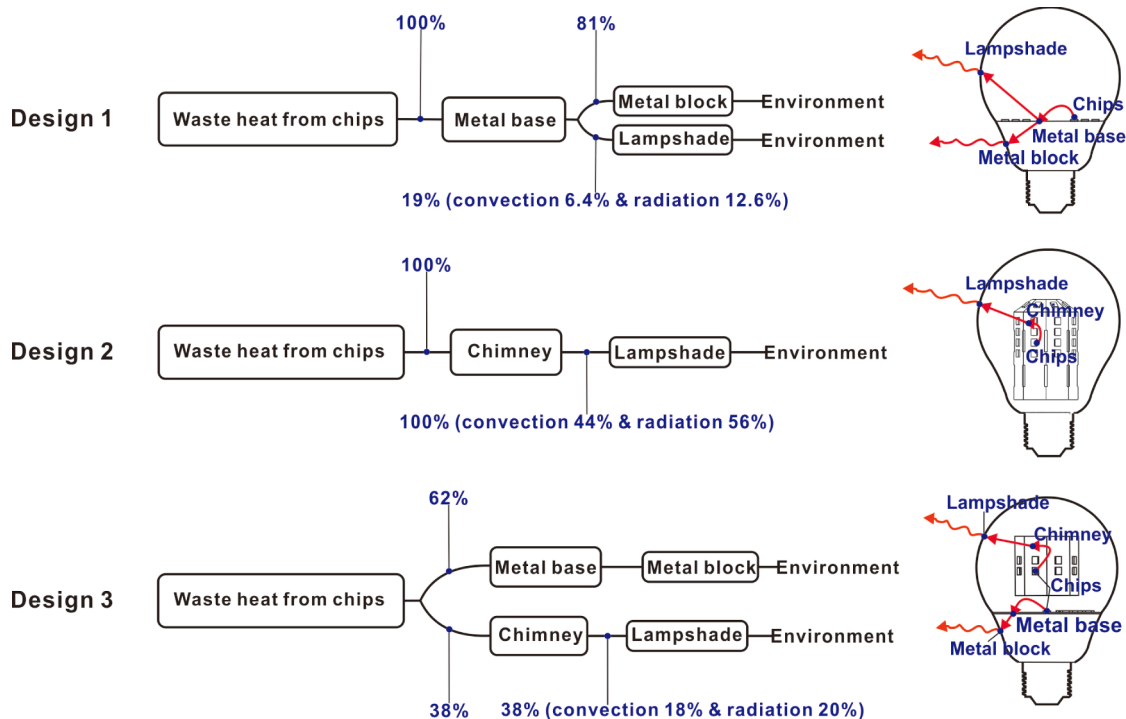 100%
81%
Design 1
Waste heat from chips
Metal base
Metal block
Environment
Lampshade
Environment
19% (convection 6.4% & radiation 12.6%)
Lampshade
Chips
Metal base
Metal block
100%
Design 2
Waste heat from chips
Chimney
Lampshade
Environment
100% (convection 44% & radiation 56%)
Lampshade
Chimney
Chips
62%
Design 3
Waste heat from chips
Metal base
Metal block
Environment
Chimney
Lampshade
Environment
38%
38% (convection 18% & radiation 20%)
Lampshade
Chimney
Chips
Metal base
Metal block